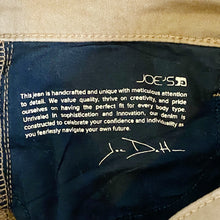 JOE'S
This jean is handcrafted and unique with meticulous attention
to detail. We value quality, thrive on creativity, and pride
ourselves on having the perfect fit for every body type.
Unrivaled in sophistication and innovation, our denim is
constructed to celebrate your confidence and individuality as
you fearlessly navigate your own future.
Joe